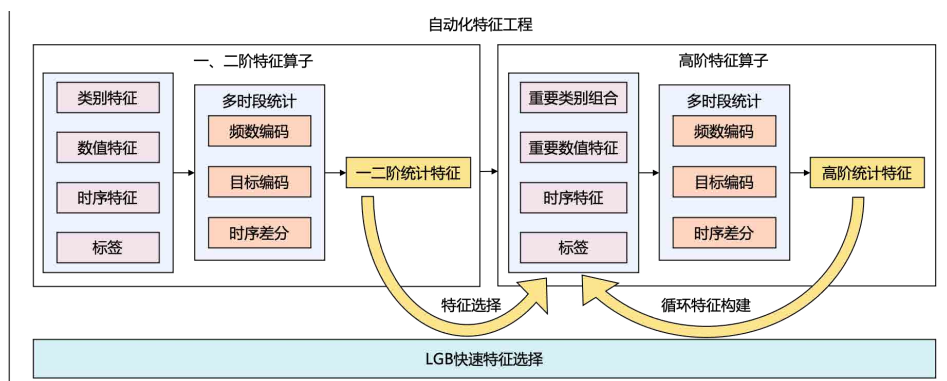 自动化特征工程
一、二阶特征算子
类别特征
数值特征
时序特征
标签
多时段统计
频数编码
目标编码
时序差分
一二阶统计特征
高阶特征算子
重要类别组合
重要数值特征
时序特征
标签
多时段统计
频数编码
目标编码
时序差分
高阶统计特征
特征选择
循环特征构建
LGB快速特征选择